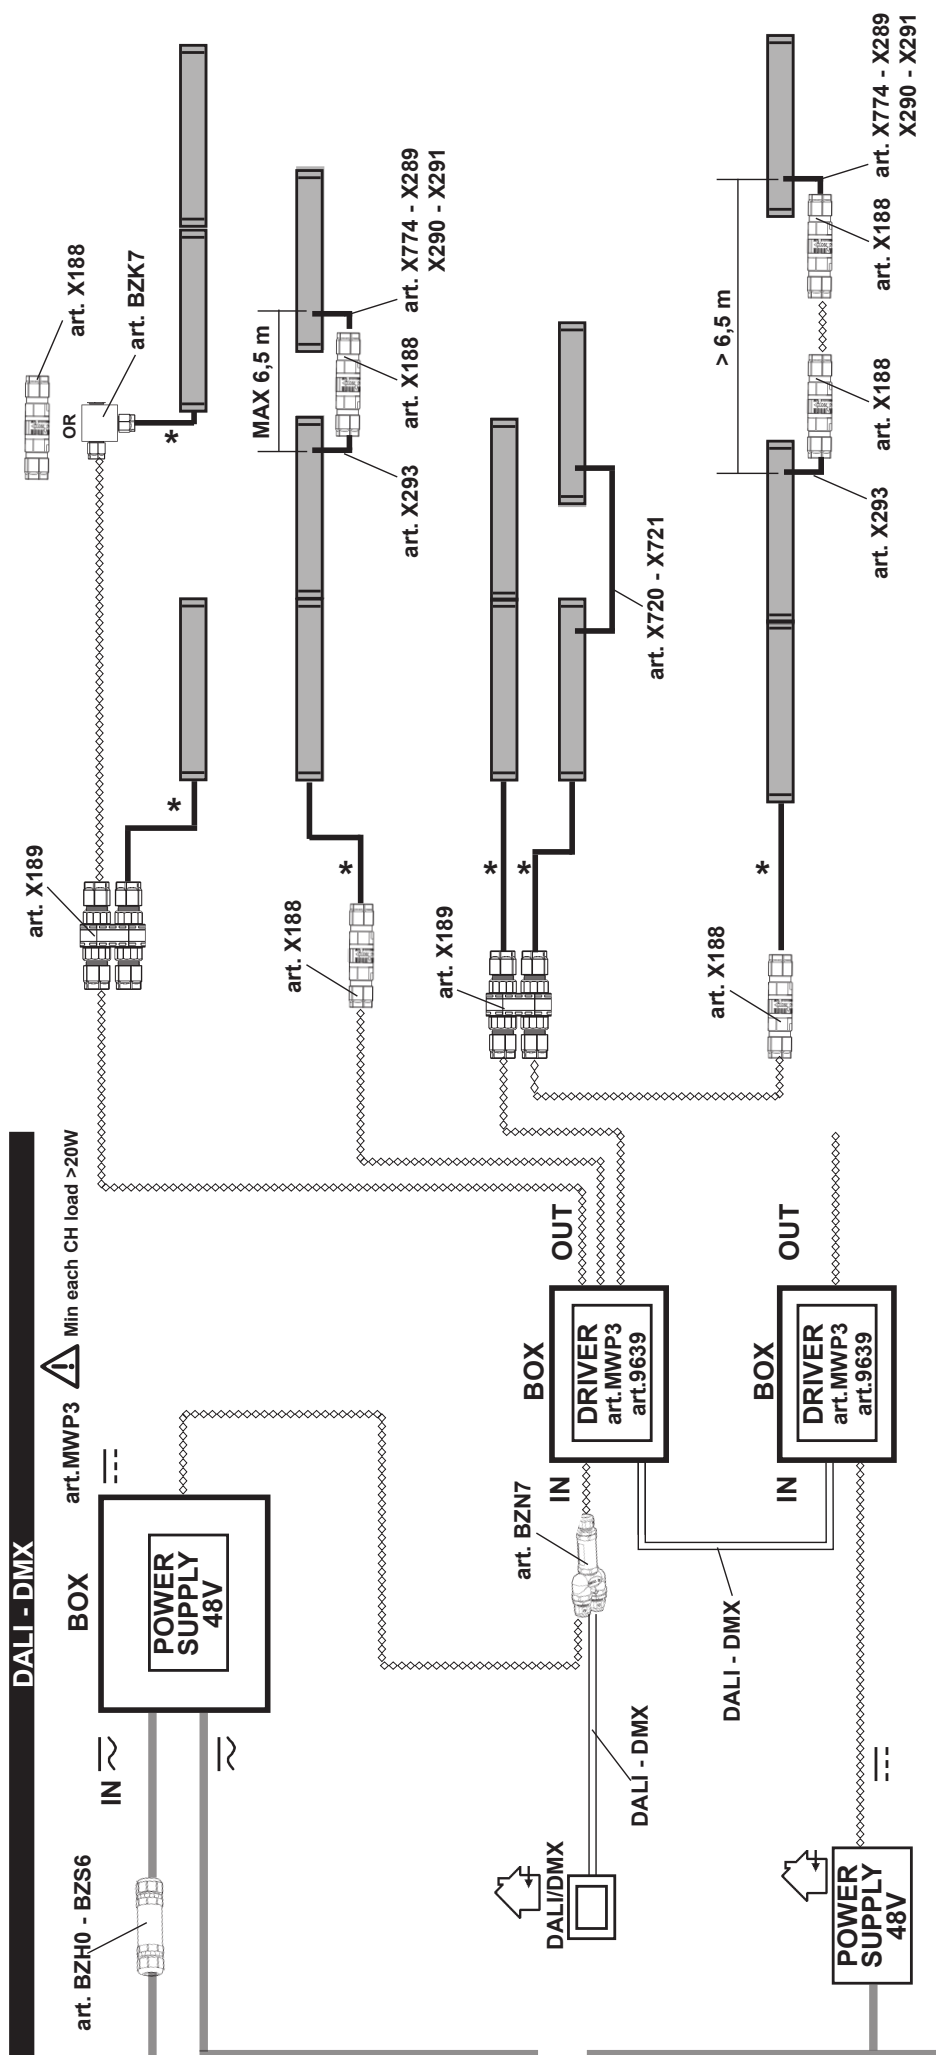 DALI - DMX
art. BZH0 - BZS6
IN
BOX
POWER
SUPPLY
48V
art.MWP3
Min each CH load >20W
art. X189
*
OR
art. X188
art. BZK7
*
art. X188
*
MAX 6,5 m
art. X293
art. X188
art. X774 - X289
X290 - X291
DALI/DMX
DALI - DMX
art. BZN7
IN
BOX
DRIVER
art.MWP3
art.9639
OUT
art. X189
*
*
art. X720 - X721
DALI - DMX
POWER
SUPPLY
48V
IN
BOX
DRIVER
art.MWP3
art.9639
OUT
art. X188
*
> 6,5 m
art. X293
art. X188
art. X188
art. X774 - X289
X290 - X291